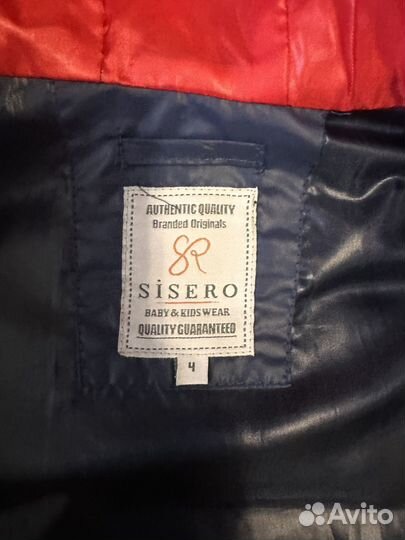 AUTHENTIC QUALITY
Branded Originals
SR
SİSERO
BABY & KIDS WEAR
QUALITY GUARANTEED
4
Avito